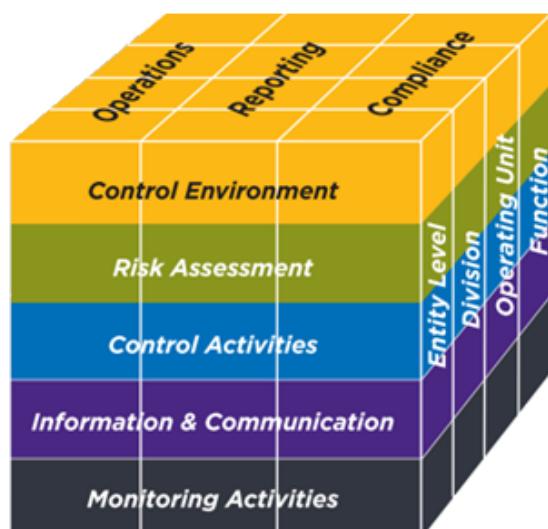 Operations
Reporting
Compliance
Control Environment
Risk Assessment
Control Activities
Information & Communication
Monitoring Activities
Entity Level
Division
Operating Unit
Function